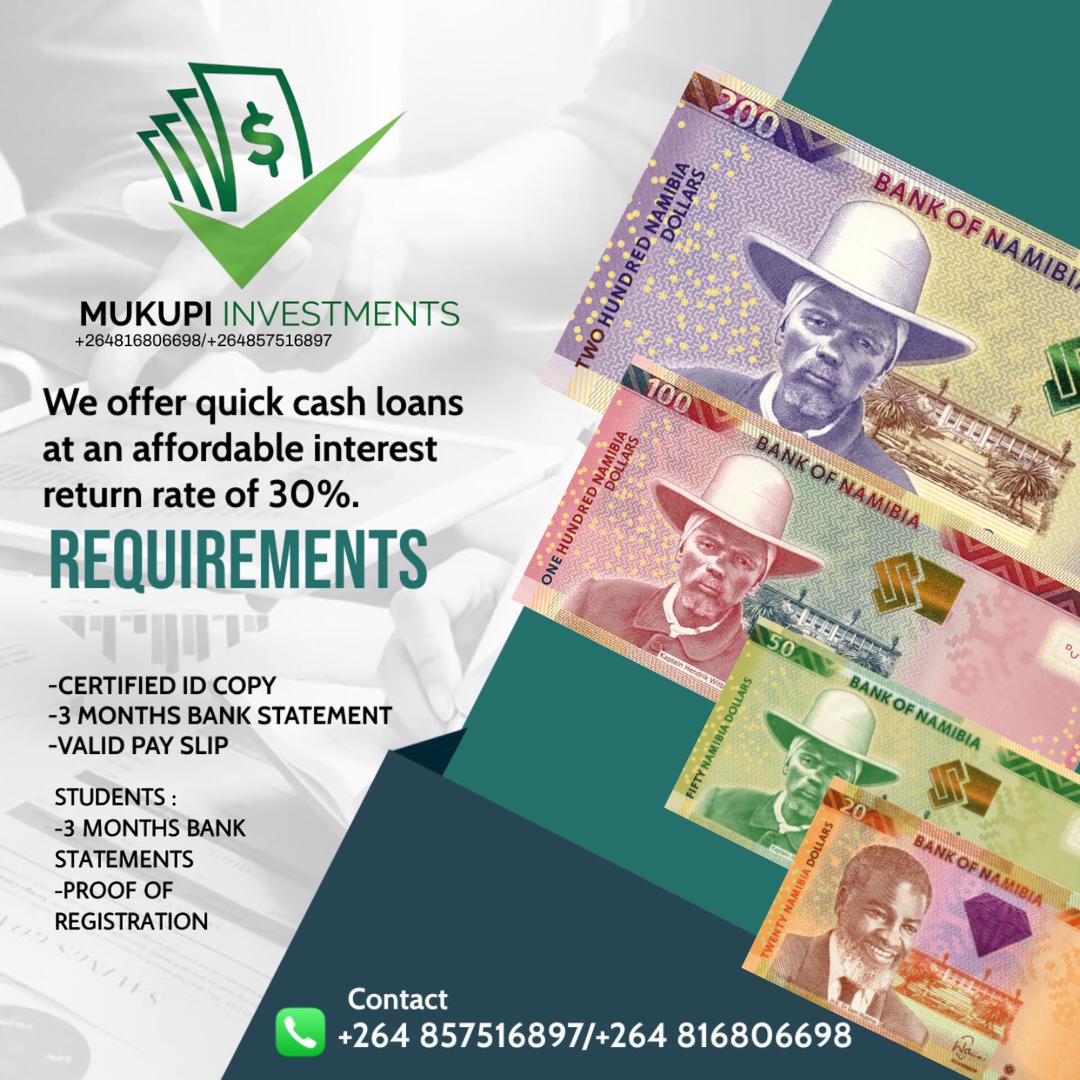 MUKUPI INVESTMENTS
+264816806698/+264857516897
We offer quick cash loans
at an affordable interest
return rate of 30%.
REQUIREMENTS
-CERTIFIED ID COPY
-3 MONTHS BANK STATEMENT
-VALID PAY SLIP
STUDENTS :
-3 MONTHS BANK
STATEMENTS
-PROOF OF
REGISTRATION
Contact
+264 857516897/+264 816806698
200
BANK OF NAMIBIA
TWO HUNDRED NAMIBIA
DOLLARS
100
BANK OF NAMIBIA
ONE HUNDRED NAMIBIA
DOLLARS
Kaptein Hendrik
50
BANK OF NAMIBIA
FIFTY NAMIBIA DOLLARS
20
BANK OF NAMIBIA
TWENTY NAMIBIA DOLLARS